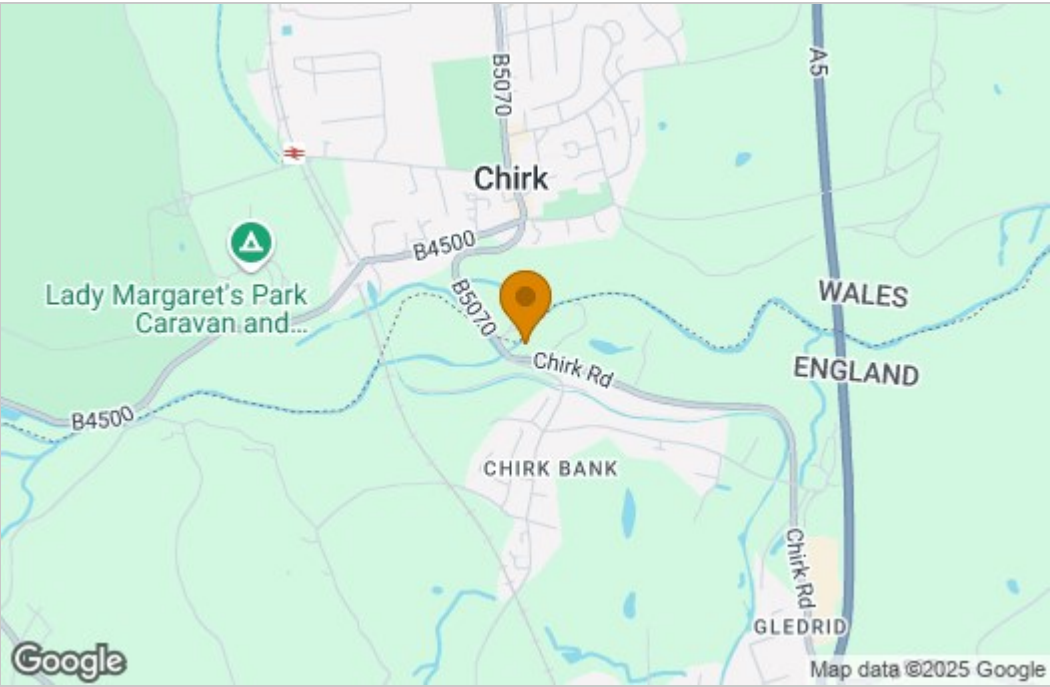 B5070
A5
Chirk
B4500
Lady Margaret's Park
Caravan and...
B5070
WALES
Chirk Rd
ENGLAND
B4500
CHIRK BANK
Chirk Rd
GLEDRID
Google
Map data ©2025 Google